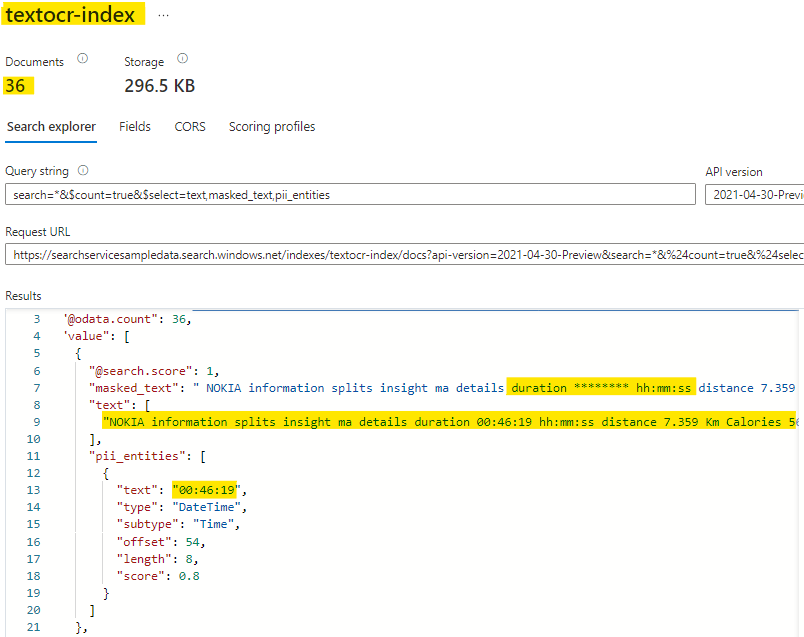 textocr-index ...
Documents Storage
36 296.5 KB
Search explorer Fields CORS Scoring profiles
Query string API version
search=*&$count=true&$select=text,masked_text,pii_entities 2021-04-30-Previ
Request URL
https://searchservicesampledata.search.windows.net/indexes/textocr-index/docs?api-version=2021-04-30-Preview&search=*&%24count=true&%24selec
Results
3 '@odata.count": 36,
4 'value": [
5 {
6 "@search.score": 1,
7 "masked_text": " NOKIA information splits insight ma details duration ******** hh:mm:ss distance 7.359
8 "text": [
9 "NOKIA information splits insight ma details duration 00:46:19 hh:mm:ss distance 7.359 Km Calories 56
10 ],
11 "pii_entities": [
12 {
13 "text": "00:46:19",
14 "type": "DateTime",
15 "subtype": "Time",
16 "offset": 54,
17 "length": 8,
18 "score": 0.8
19 }
20 ]
21 },